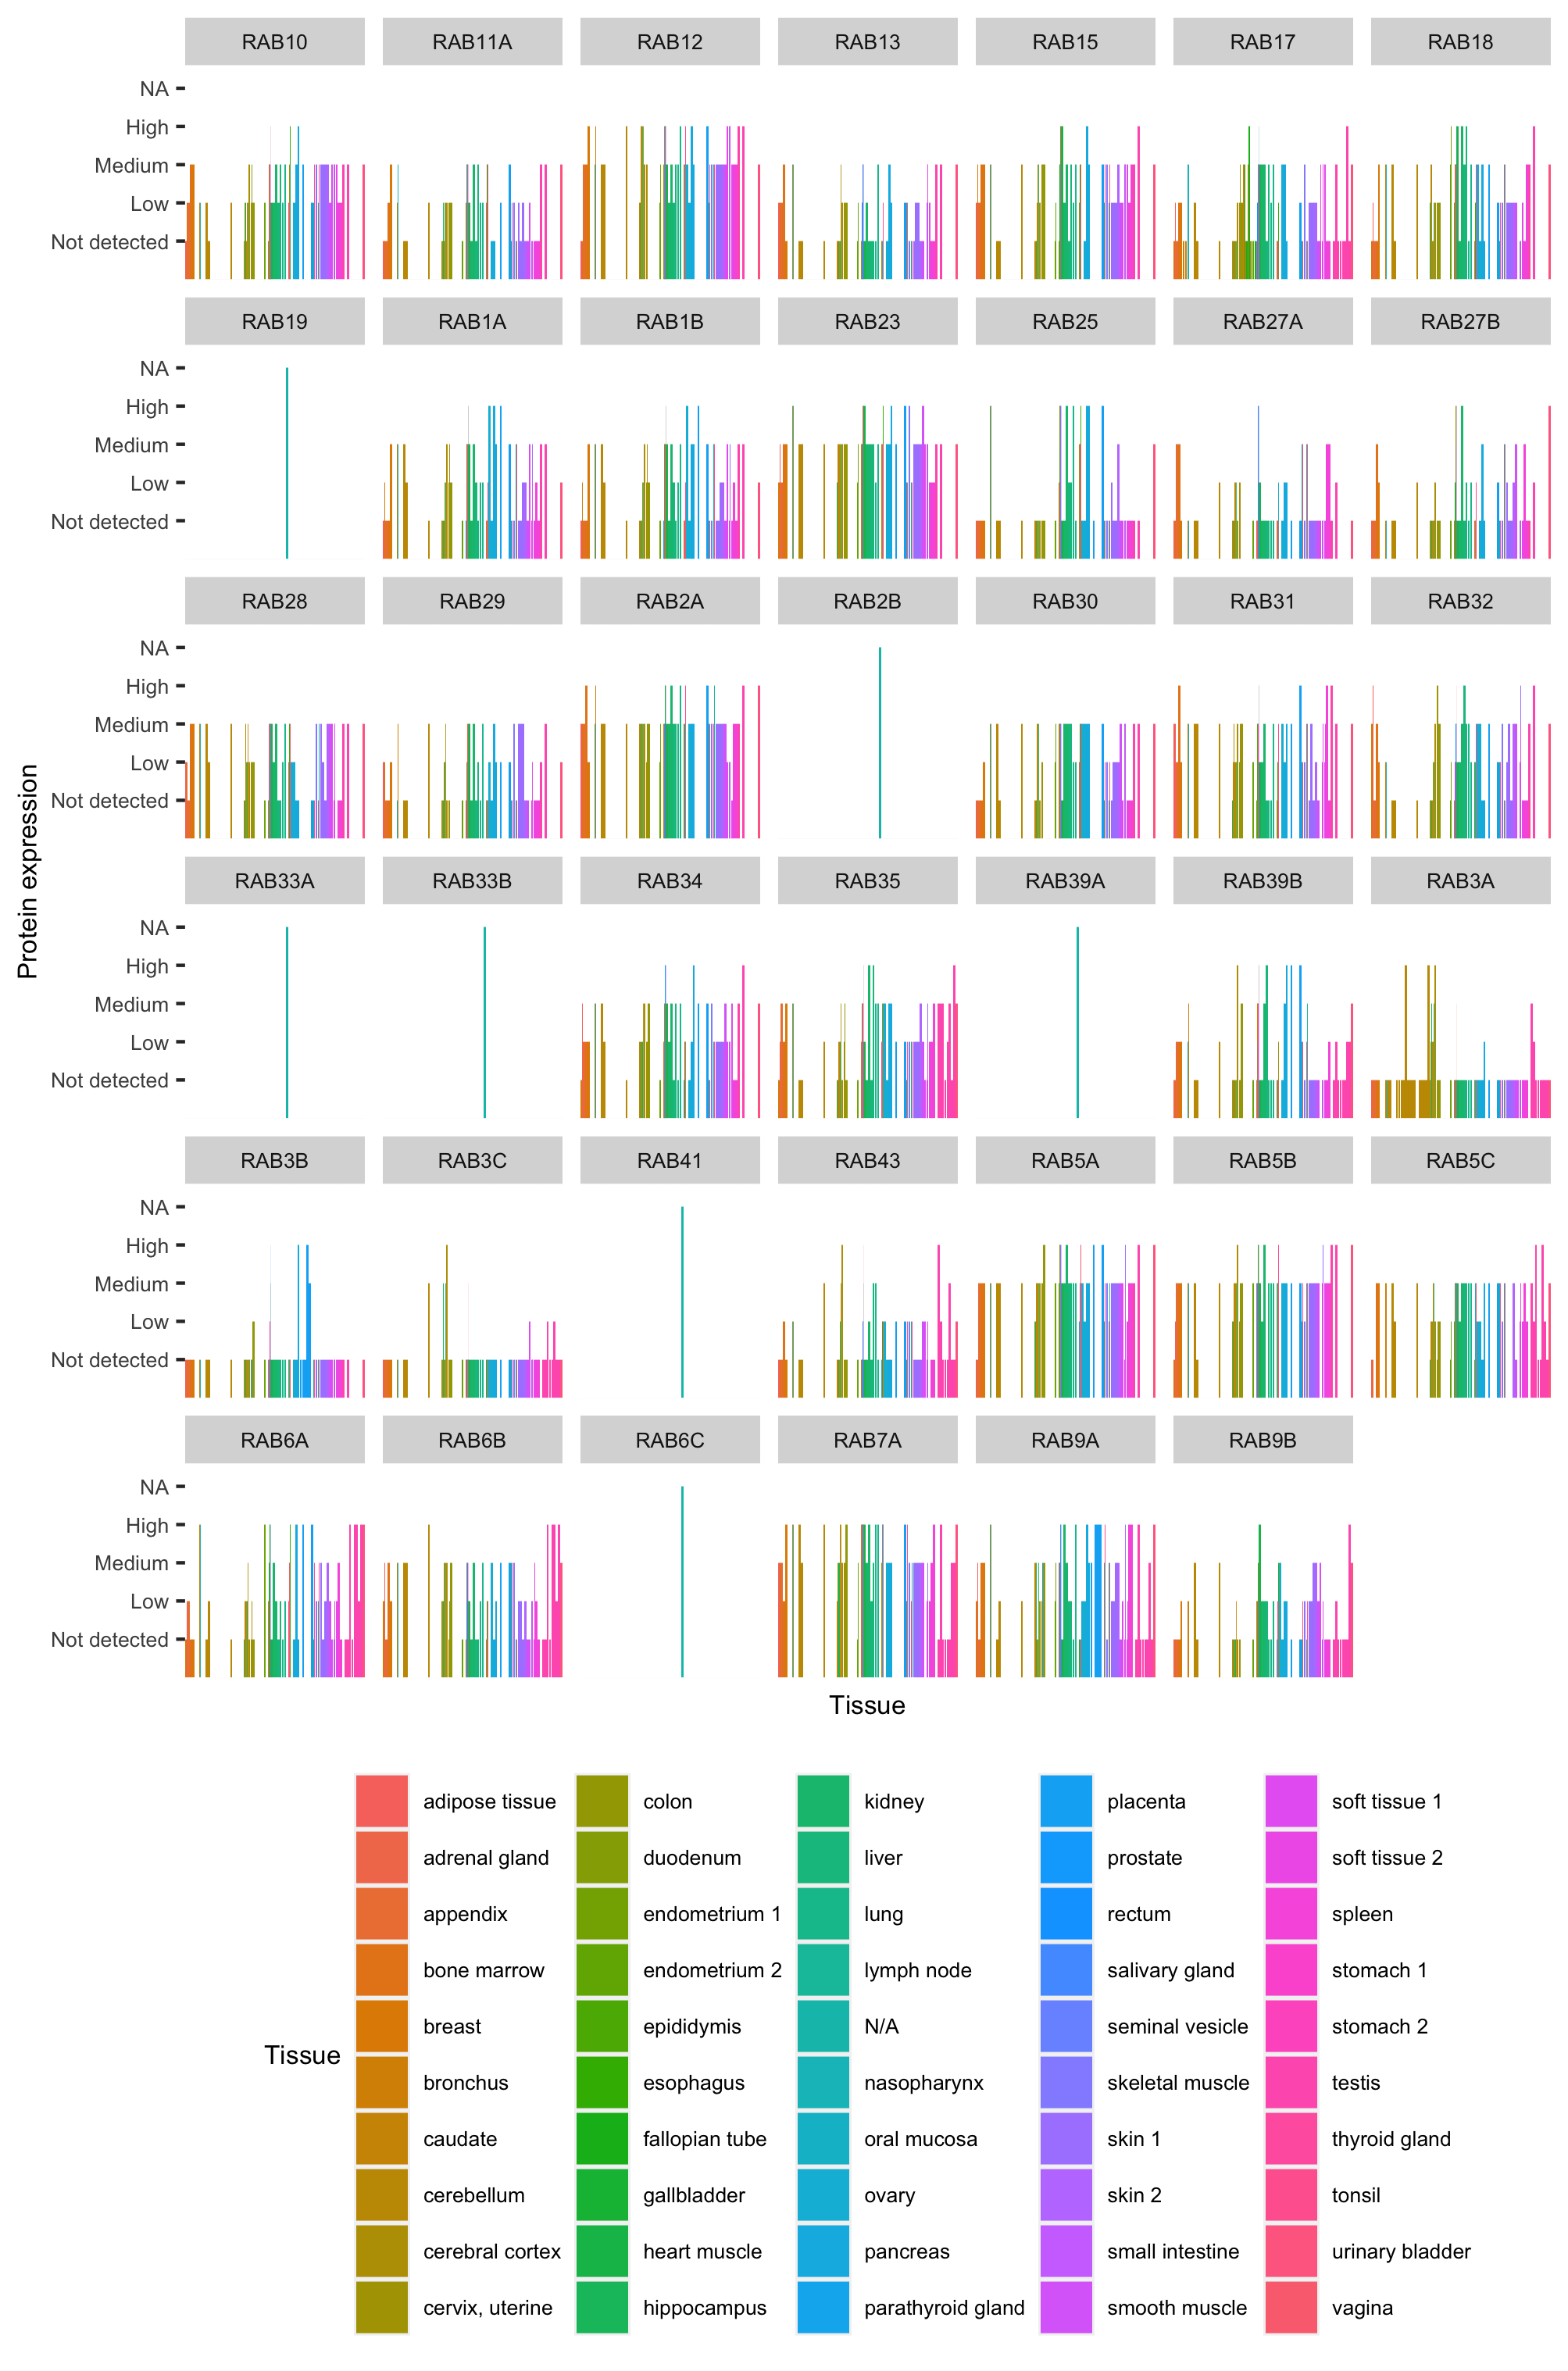 RAB10 RAB11A RAB12 RAB13 RAB15 RAB17 RAB18
NA
High
Medium
Low
Not detected
RAB19 RAB1A RAB1B RAB23 RAB25 RAB27A RAB27B
NA
High
Medium
Low
Not detected
RAB28 RAB29 RAB2A RAB2B RAB30 RAB31 RAB32
NA
High
Medium
Low
Not detected
Protein expression
RAB33A RAB33B RAB34 RAB35 RAB39A RAB39B RAB3A
NA
High
Medium
Low
Not detected
RAB3B RAB3C RAB41 RAB43 RAB5A RAB5B RAB5C
NA
High
Medium
Low
Not detected
RAB6A RAB6B RAB6C RAB7A RAB9A RAB9B
NA
High
Medium
Low
Not detected
Tissue
Tissue
adipose tissue
adrenal gland
appendix
bone marrow
breast
bronchus
caudate
cerebellum
cerebral cortex
cervix, uterine
colon
duodenum
endometrium 1
endometrium 2
epididymis
esophagus
fallopian tube
gallbladder
heart muscle
hippocampus
kidney
liver
lung
lymph node
N/A
nasopharynx
oral mucosa
ovary
pancreas
parathyroid gland
placenta
prostate
rectum
salivary gland
seminal vesicle
skeletal muscle
skin 1
skin 2
small intestine
smooth muscle
soft tissue 1
soft tissue 2
spleen
stomach 1
stomach 2
testis
thyroid gland
tonsil
urinary bladder
vagina